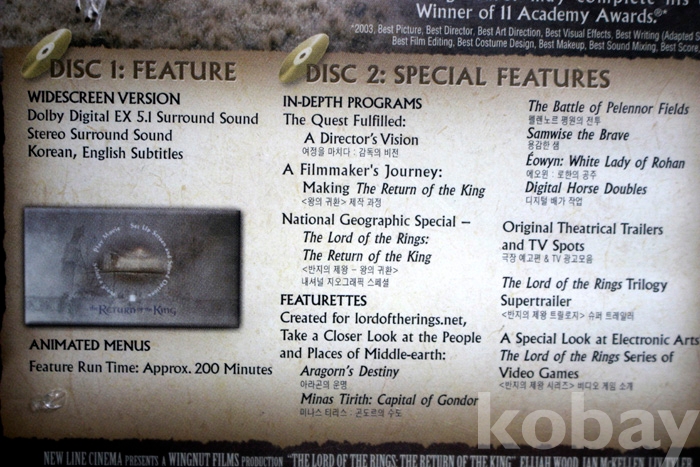 may complete his
Winner of 11 Academy Awards.®*
*2003, Best Picture, Best Director, Best Art Direction, Best Visual Effects, Best Writing (Adapted S
Best Film Editing, Best Costume Design, Best Makeup, Best Sound Mixing, Best Score,
DISC 1: FEATURE
WIDESCREEN VERSION
Dolby Digital EX 5.1 Surround Sound
Stereo Surround Sound
Korean, English Subtitles
The RETURN of the KING
ANIMATED MENUS
Feature Run Time: Approx. 200 Minutes
DISC 2: SPECIAL FEATURES
IN-DEPTH PROGRAMS
The Quest Fulfilled:
A Director's Vision
여정을 마치다 : 감독의 비전
A Filmmaker's Journey:
Making The Return of the King
<왕의 귀환> 제작 과정
National Geographic Special –
The Lord of the Rings:
The Return of the King
<반지의 제왕 - 왕의 귀환>
내셔널 지오그래픽 스페셜
FEATURETTES
Created for lordoftherings.net,
Take a Closer Look at the People
and Places of Middle-earth:
Aragorn's Destiny
아라곤의 운명
Minas Tirith: Capital of Gondor
미나스 티리스 : 곤도르의 수도
The Battle of Pelennor Fields
펠렌노르 평원의 전투
Samwise the Brave
용감한 샘
Éowyn: White Lady of Rohan
에오윈 : 로한의 공주
Digital Horse Doubles
디지털 배가 작업
Original Theatrical Trailers
and TV Spots
극장 예고편 & TV 광고모음
The Lord of the Rings Trilogy
Supertrailer
<반지의 제왕 트릴로지> 슈퍼 트레일러
A Special Look at Electronic Arts
The Lord of the Rings Series of
Video Games
<반지의 제왕 시리즈> 비디오 게임 소개
kobay
NEW LINE CINEMA PRESENTS A WINGNUT FILMS PRODUCTION "THE LORD OF THE RINGS: THE RETURN OF THE KING" ELIJAH WOOD IAN McKELLEN LIV TYLER